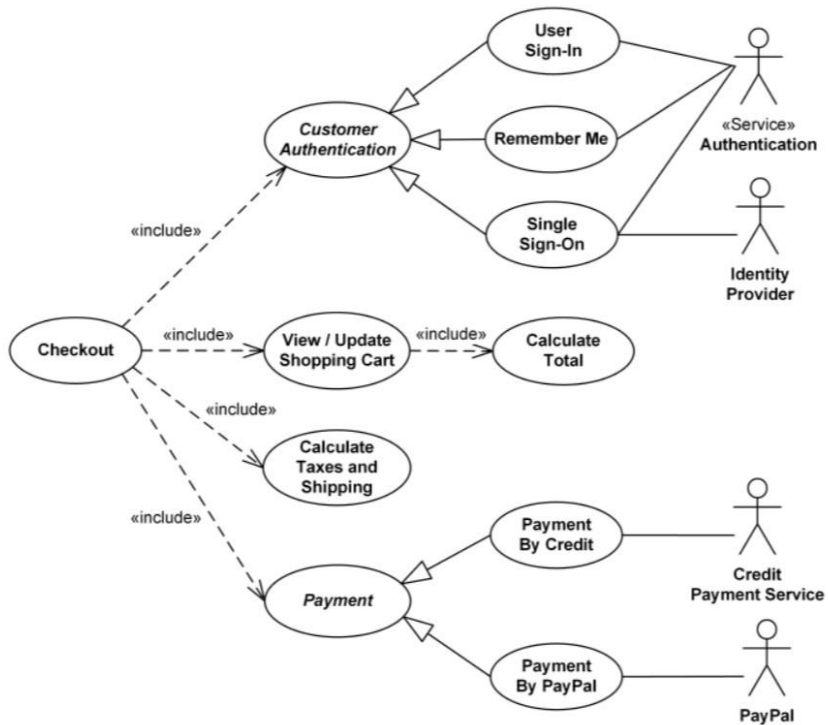 User
Sign-In
Customer
Authentication
Remember Me
«Service»
Authentication
Single
Sign-On
«include»
Identity
Provider
Checkout
«include»
View / Update
Shopping Cart
«include»
Calculate
Total
«include»
Calculate
Taxes and
Shipping
«include»
Payment
By Credit
Credit
Payment Service
Payment
Payment
By PayPal
PayPal